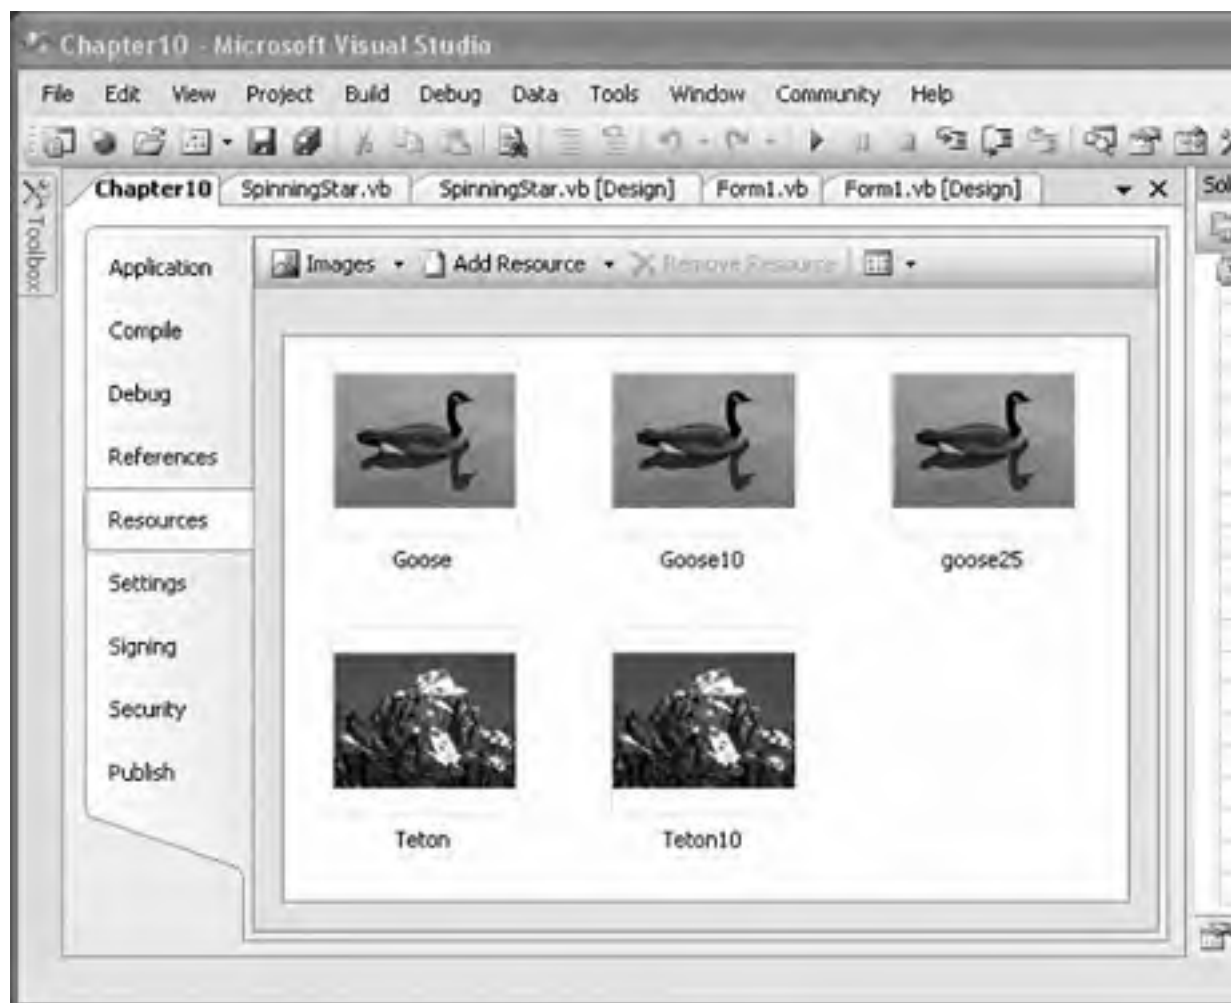 Chapter10 - Microsoft Visual Studio
File Edit View Project Build Debug Data Tools Window Community Help
Chapter10 SpinningStar.vb SpinningStar.vb [Design] Form1.vb Form1.vb [Design]
Sol
Toolbox
Images Add Resource Remove Resource
Application
Compile
Debug
References
Resources
Settings
Signing
Security
Publish
Goose Goose10 goose25
Teton Teton10